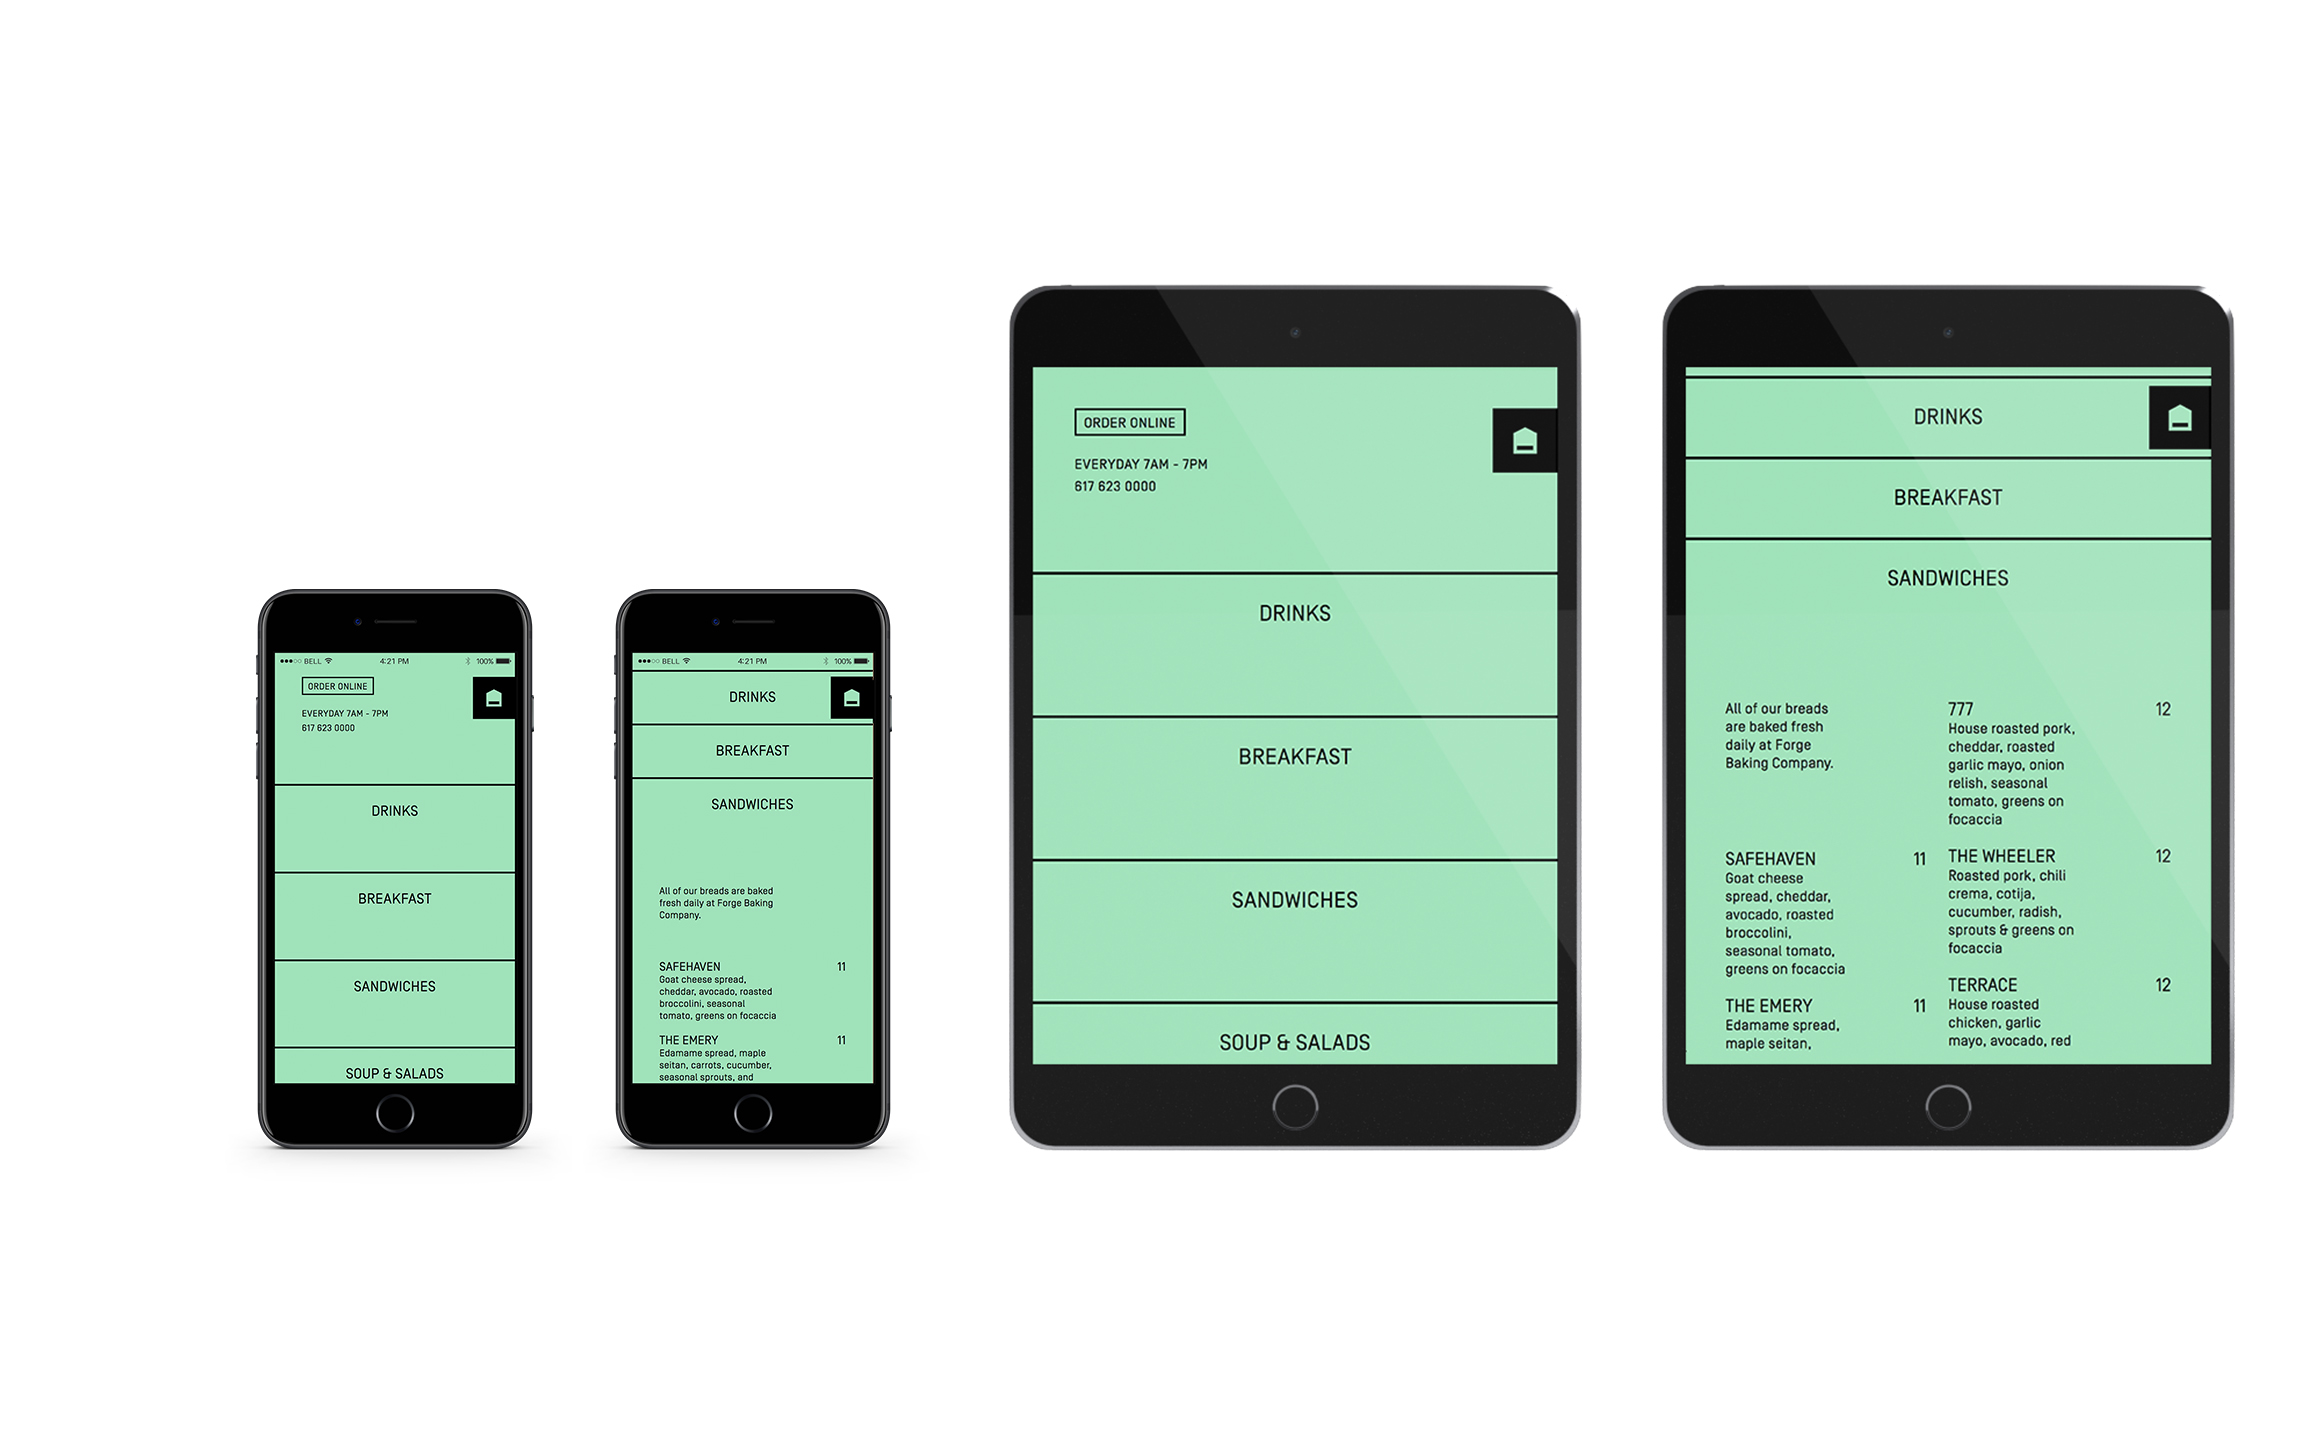 BELL
4:21 PM
100%
ORDER ONLINE
EVERYDAY 7AM - 7PM
617 623 0000
DRINKS
BREAKFAST
SANDWICHES
SOUP & SALADS
BELL
4:21 PM
100%
DRINKS
BREAKFAST
SANDWICHES
All of our breads are baked
fresh daily at Forge Baking
Company.
SAFEHAVEN 11
Goat cheese spread,
cheddar, avocado, roasted
broccolini, seasonal
tomato, greens on focaccia
THE EMERY 11
Edamame spread, maple
seitan, carrots, cucumber,
seasonal sprouts, and
ORDER ONLINE
EVERYDAY 7AM - 7PM
617 623 0000
DRINKS
BREAKFAST
SANDWICHES
SOUP & SALADS
DRINKS
BREAKFAST
SANDWICHES
All of our breads
are baked fresh
daily at Forge
Baking Company.
SAFEHAVEN 11
Goat cheese
spread, cheddar,
avocado, roasted
broccolini,
seasonal tomato,
greens on focaccia
THE EMERY 11
Edamame spread,
maple seitan,
777 12
House roasted pork,
cheddar, roasted
garlic mayo, onion
relish, seasonal
tomato, greens on
focaccia
THE WHEELER 12
Roasted pork, chili
crema, cotija,
cucumber, radish,
sprouts & greens on
focaccia
TERRACE 12
House roasted
chicken, garlic
mayo, avocado, red